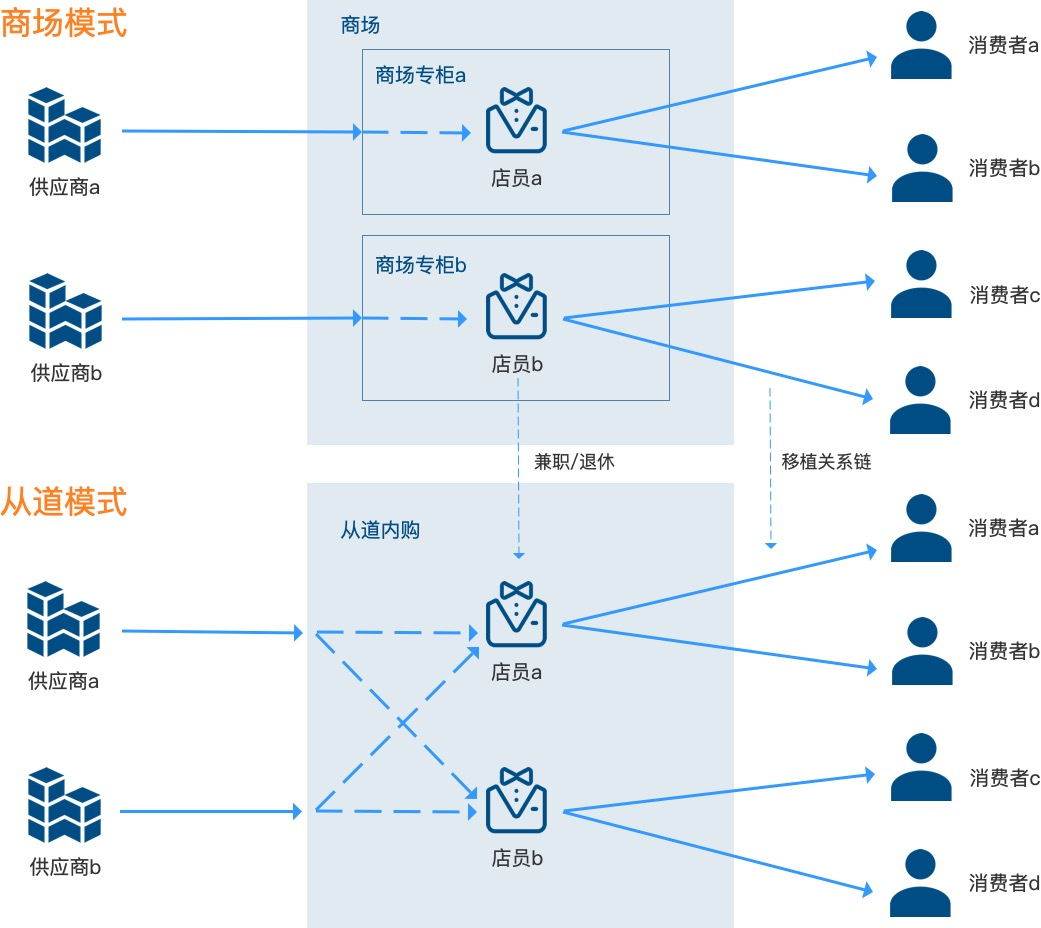 商场模式
商场
商场专柜a
消费者a
供应商a
店员a
消费者b
商场专柜b
消费者c
供应商b
店员b
消费者d
兼职/退休
移植关系链
从道模式
从道内购
消费者a
供应商a
店员a
消费者b
消费者c
供应商b
店员b
消费者d